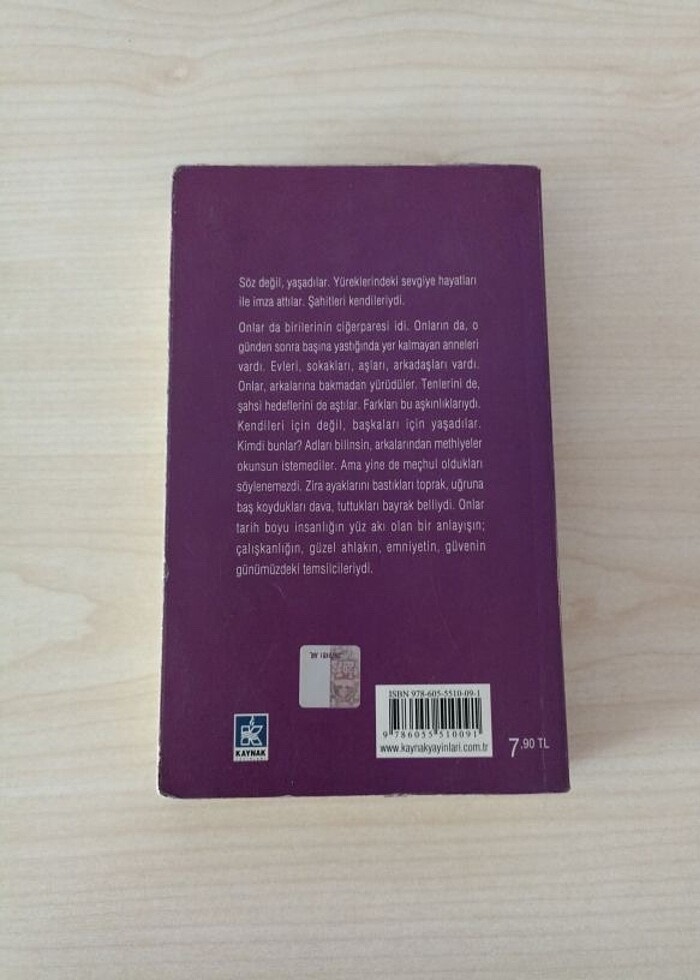 Söz değil, yaşadılar. Yüreklerindeki sevgiye hayatları
ile imza attılar. Şahitleri kendileriydi.
Onlar da birilerinin ciğerparesi idi. Onların da, o
günden sonra başına yastığında yer kalmayan anneleri
vardı. Evleri, sokakları, aşları, arkadaşları vardı.
Onlar, arkalarına bakmadan yürüdüler. Tenlerini de,
şahsi hedeflerini de aştılar. Farkları bu aşkınlıklarıydı.
Kendileri için değil, başkaları için yaşadılar.
Kimdi bunlar? Adları bilinsin, arkalarından methiyeler
okunsun istemediler. Ama yine de meçhul oldukları
söylenemezdi. Zira ayaklarını bastıkları toprak, uğruna
baş koydukları dava, tuttukları bayrak belliydi. Onlar
tarih boyu insanlığın yüz akı olan bir anlayışın;
çalışkanlığın, güzel ahlakın, emniyetin, güvenin
günümüzdeki temsilcileriydi.
ISBN 978-605-5510-09-1
9 786055 510091
www.kaynakyayinlari.com.tr
KAYNAK
7.90 TL